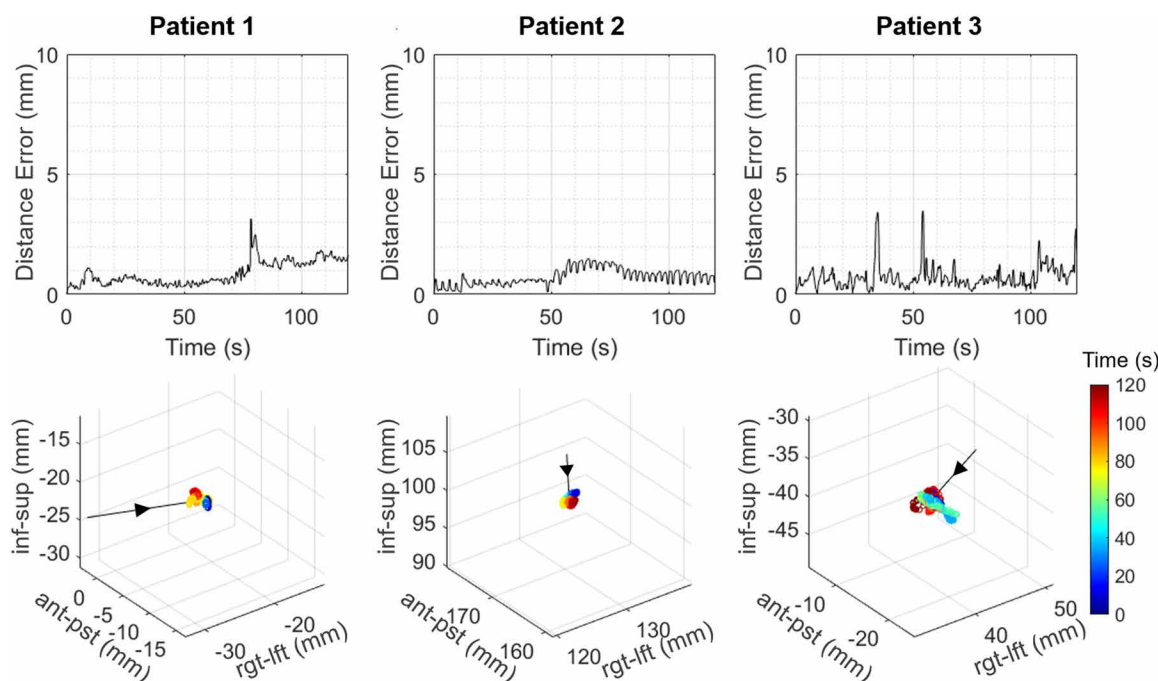 Patient 1
Patient 2
Patient 3
Distance Error (mm)
10
5
0
0
50
100
Time (s)
Distance Error (mm)
10
5
0
0
50
100
Time (s)
Distance Error (mm)
10
5
0
0
50
100
Time (s)
inf-sup (mm)
-15
-20
-25
-30
0
-5
-10
-15
ant-pst (mm)
-30
-20
rgt-lft (mm)
inf-sup (mm)
105
100
95
90
-170
-160
ant-pst (mm)
120
130
rgt-lft (mm)
inf-sup (mm)
-30
-35
-40
-45
-10
-20
ant-pst (mm)
40
50
rgt-lft (mm)
Time (s)
120
100
80
60
40
20
0